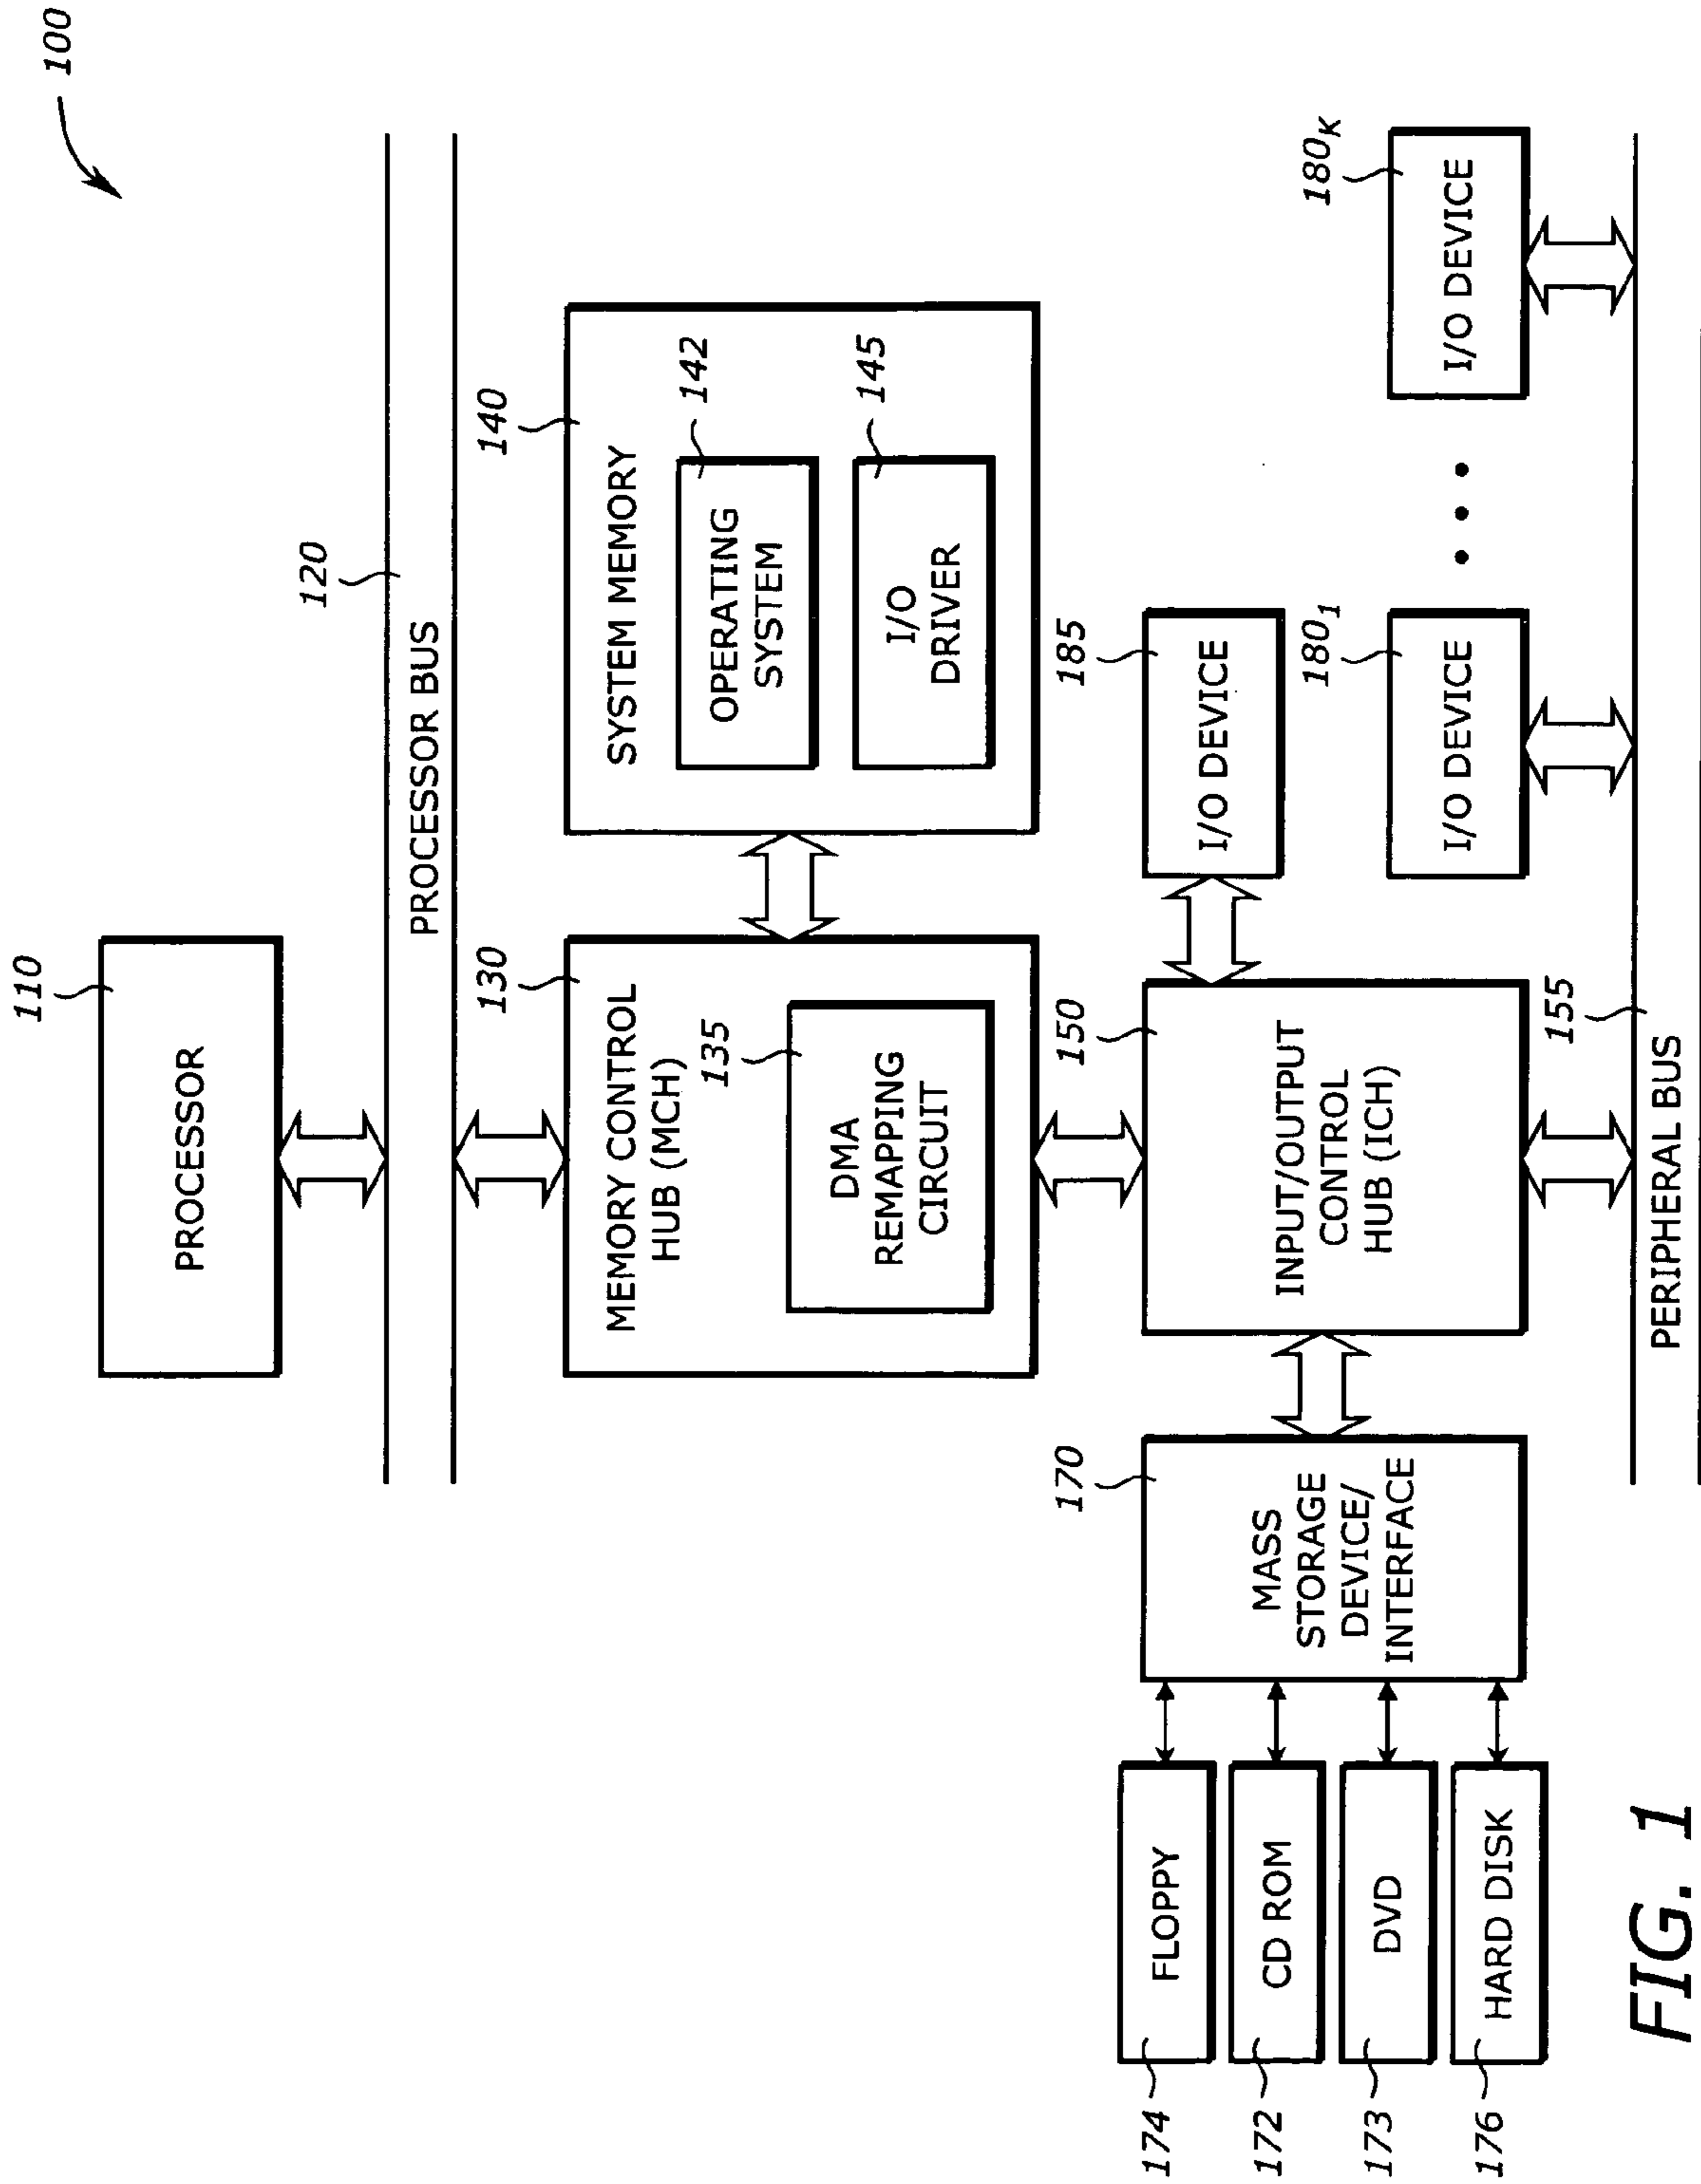 100
110
PROCESSOR
120
PROCESSOR BUS
130
MEMORY CONTROL
HUB (MCH)
135
DMA
REMAPPING
CIRCUIT
140
SYSTEM MEMORY
142
OPERATING
SYSTEM
145
I/O
DRIVER
150
INPUT/OUTPUT
CONTROL
HUB (ICH)
185
I/O DEVICE
170
MASS
STORAGE
DEVICE/
INTERFACE
174
FLOPPY
172
CD ROM
173
DVD
176
HARD DISK
180₁
I/O DEVICE
• • •
180K
I/O DEVICE
155
PERIPHERAL BUS
FIG. 1